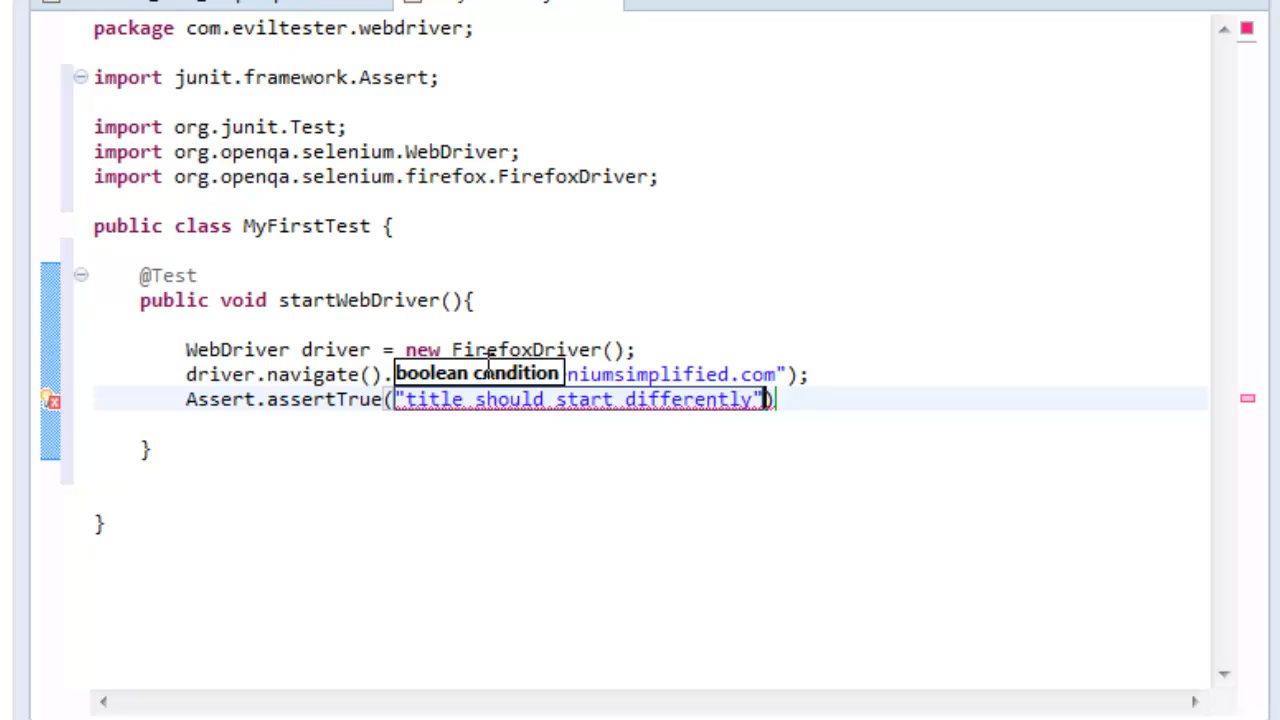 package com.eviltester.webdriver;
import junit.framework.Assert;
import org.junit.Test;
import org.openqa.selenium.WebDriver;
import org.openqa.selenium.firefox.FirefoxDriver;
public class MyFirstTest {
@Test
public void startWebDriver(){
WebDriver driver = new FirefoxDriver();
driver.navigate(). boolean condition niumsimplified.com");
Assert.assertTrue("title should start differently")
}
}